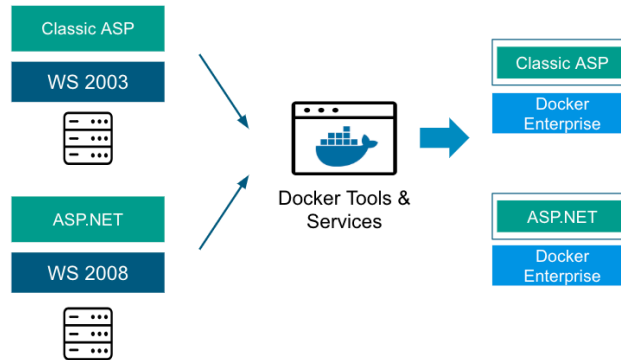 Classic ASP
WS 2003
ASP.NET
WS 2008
Docker Tools &
Services
Classic ASP
Docker
Enterprise
ASP.NET
Docker
Enterprise